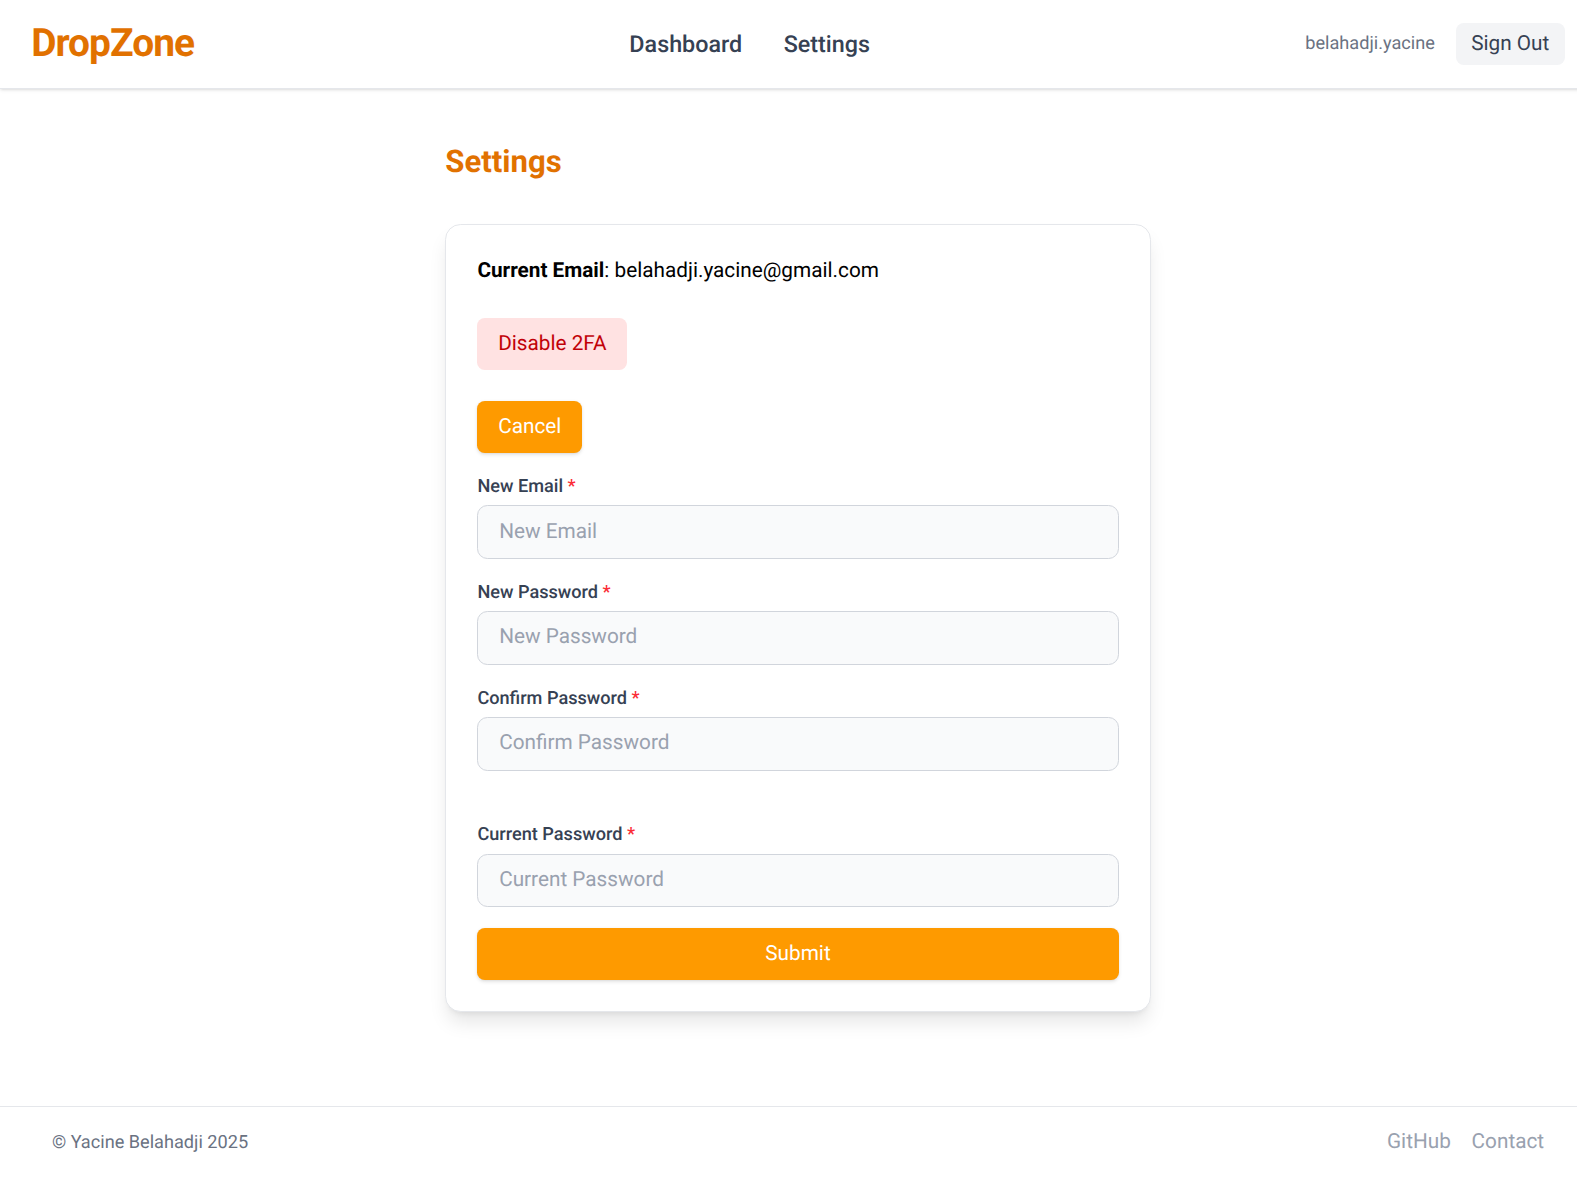 DropZone
Dashboard Settings
belahadji.yacine Sign Out
Settings
Current Email: belahadji.yacine@gmail.com
Disable 2FA
Cancel
New Email *
New Email
New Password *
New Password
Confirm Password *
Confirm Password
Current Password *
Current Password
Submit
© Yacine Belahadji 2025
GitHub Contact